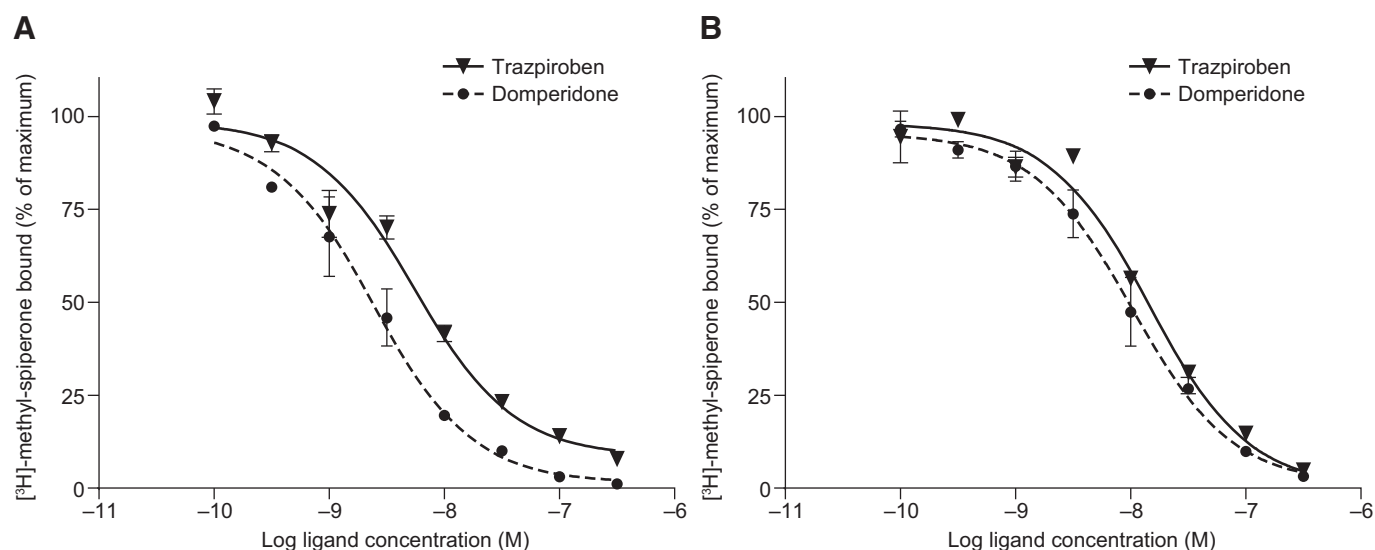 A
Trazpiroben
Domperidone
[³H]-methyl-spiperone bound (% of maximum)
100
75
50
25
0
–11
–10
–9
–8
–7
–6
Log ligand concentration (M)
B
Trazpiroben
Domperidone
[³H]-methyl-spiperone bound (% of maximum)
100
75
50
25
0
–11
–10
–9
–8
–7
–6
Log ligand concentration (M)